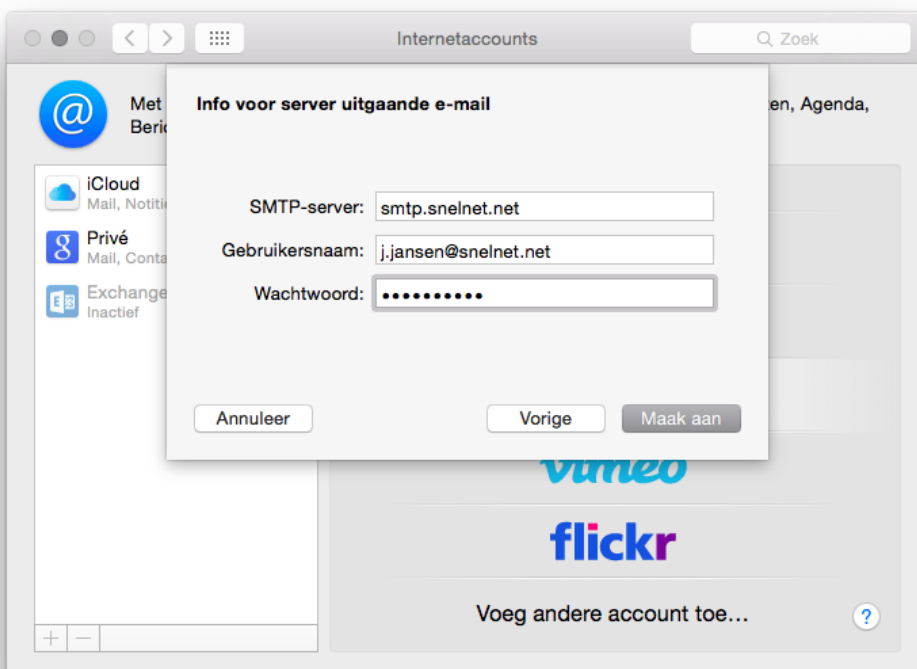 Internetaccounts
Zoek
Info voor server uitgaande e-mail
Met
en, Agenda,
Beric
SMTP-server: smtp.snelnet.net
Gebruikersnaam: j.jansen@snelnet.net
Wachtwoord: ••••••••••
Annuleer
Vorige
Maak aan
iCloud
Mail, Notitie
Privé
Mail, Conta
Exchange
Inactief
vimeo
flickr
Voeg andere account toe...
?